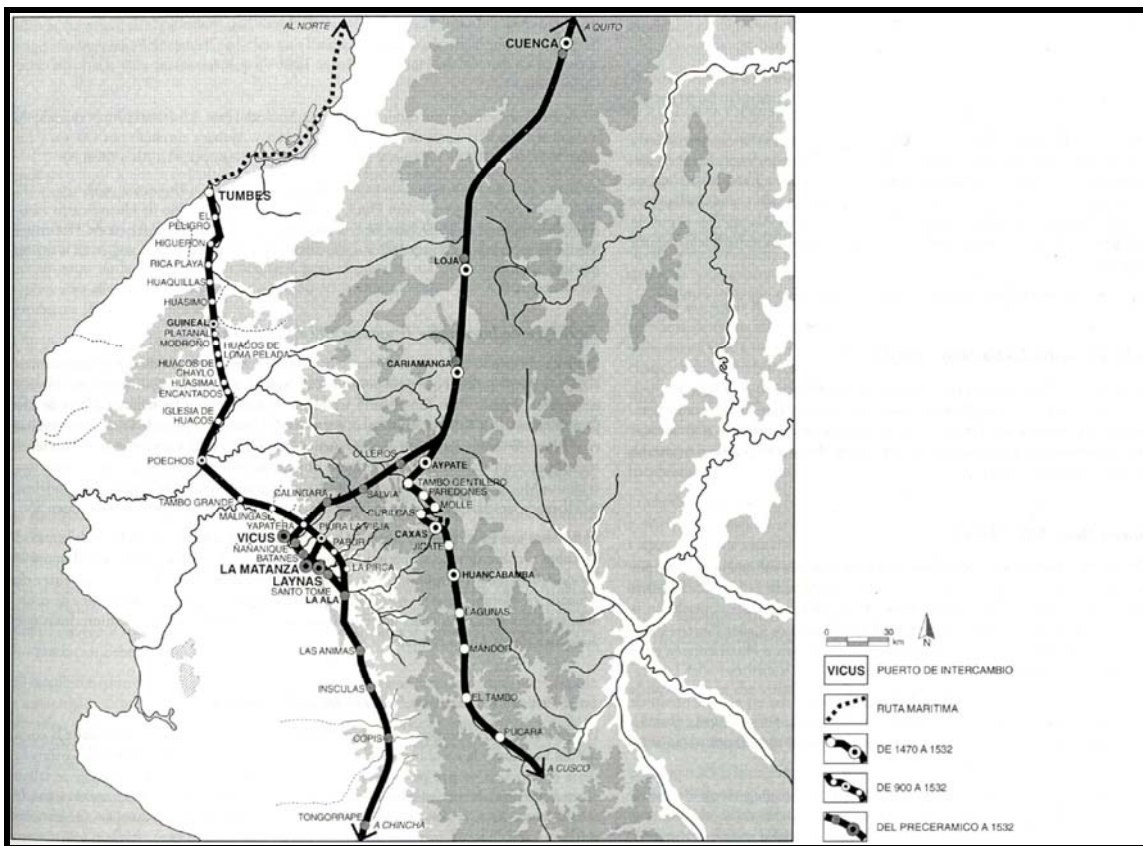 AL NORTE
A QUITO
CUENCA
TUMBES
EL
PELIGRO
HIGUERON
RICA PLAYA
HUAQUILLAS
HUASIMO
LOJA
GUINEAL
PLATANAL
MODROÑO
HUACOS DE
LOMA PELADA
HUACOS DE
CHAYLO
HUASIMAL
ENCANTADOS
CARIAMANGA
IGLESIA DE
HUACOS
POECHOS
OLLEROS
AYPATE
TAMBO GENTILERO
PAREDONES
MOLLE
CALINGARA
SALVIA
TAMBO GRANDE
MALINGAS
CURILCAS
YAPATERA
PIURA LA VIEJA
CAXAS
VICUS
PABUR
JICATE
ÑAÑANIQUE
BATANES
LA MATANZA
LA PIRCA
LAYNAS
HUANCABAMBA
SANTO TOME
LA ALA
LAGUNAS
LAS ANIMAS
MANDOR
INSCULAS
EL TAMBO
COPIS
PUCARA
A CUSCO
TONGORRAPE
A CHINCHA
0 30
km
N
VICUS PUERTO DE INTERCAMBIO
RUTA MARITIMA
DE 1470 A 1532
DE 900 A 1532
DEL PRECERAMICO A 1532